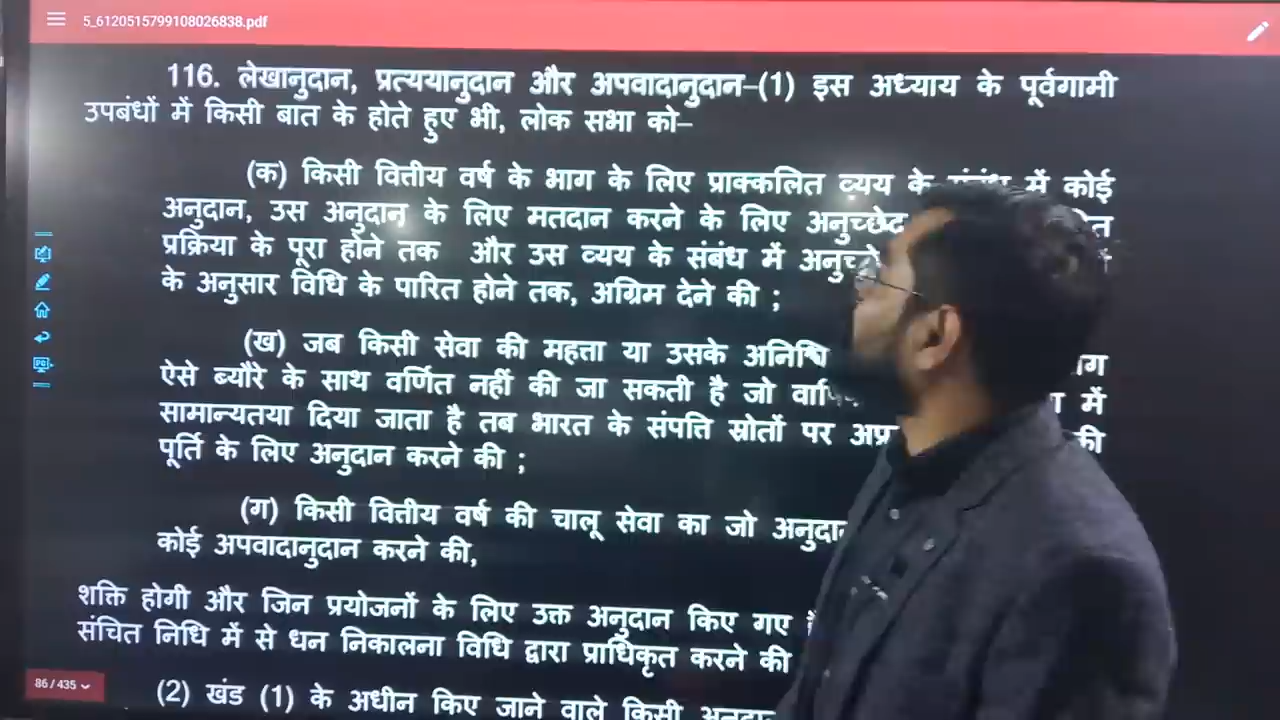 5_6120515799108026838.pdf
116. लेखानुदान, प्रत्ययानुदान और अपवादानुदान–(1) इस अध्याय के पूर्वगामी
उपबंधों में किसी बात के होते हुए भी, लोक सभा को–
(क) किसी वित्तीय वर्ष के भाग के लिए प्राक्कलित व्यय के संबंध में कोई
अनुदान, उस अनुदान के लिए मतदान करने के लिए अनुच्छेद
प्रक्रिया के पूरा होने तक और उस व्यय के संबंध में
के अनुसार विधि के पारित होने तक, अग्रिम देने की ;
(ख) जब किसी सेवा की महत्ता या उसके
ऐसे ब्यौरे के साथ वर्णित नहीं की जा सकती है जो में
सामान्यतया दिया जाता है तब भारत के संपत्ति स्रोतों पर की
पूर्ति के लिए अनुदान करने की ;
(ग) किसी वित्तीय वर्ष की चालू सेवा का जो
कोई अपवादानुदान करने की,
शक्ति होगी और जिन प्रयोजनों के लिए उक्त अनुदान किए गए
संचित निधि में से धन निकालना विधि द्वारा प्राधिकृत करने की
86 / 435
(2) खंड (1) के अधीन किए जाने वाले किसी